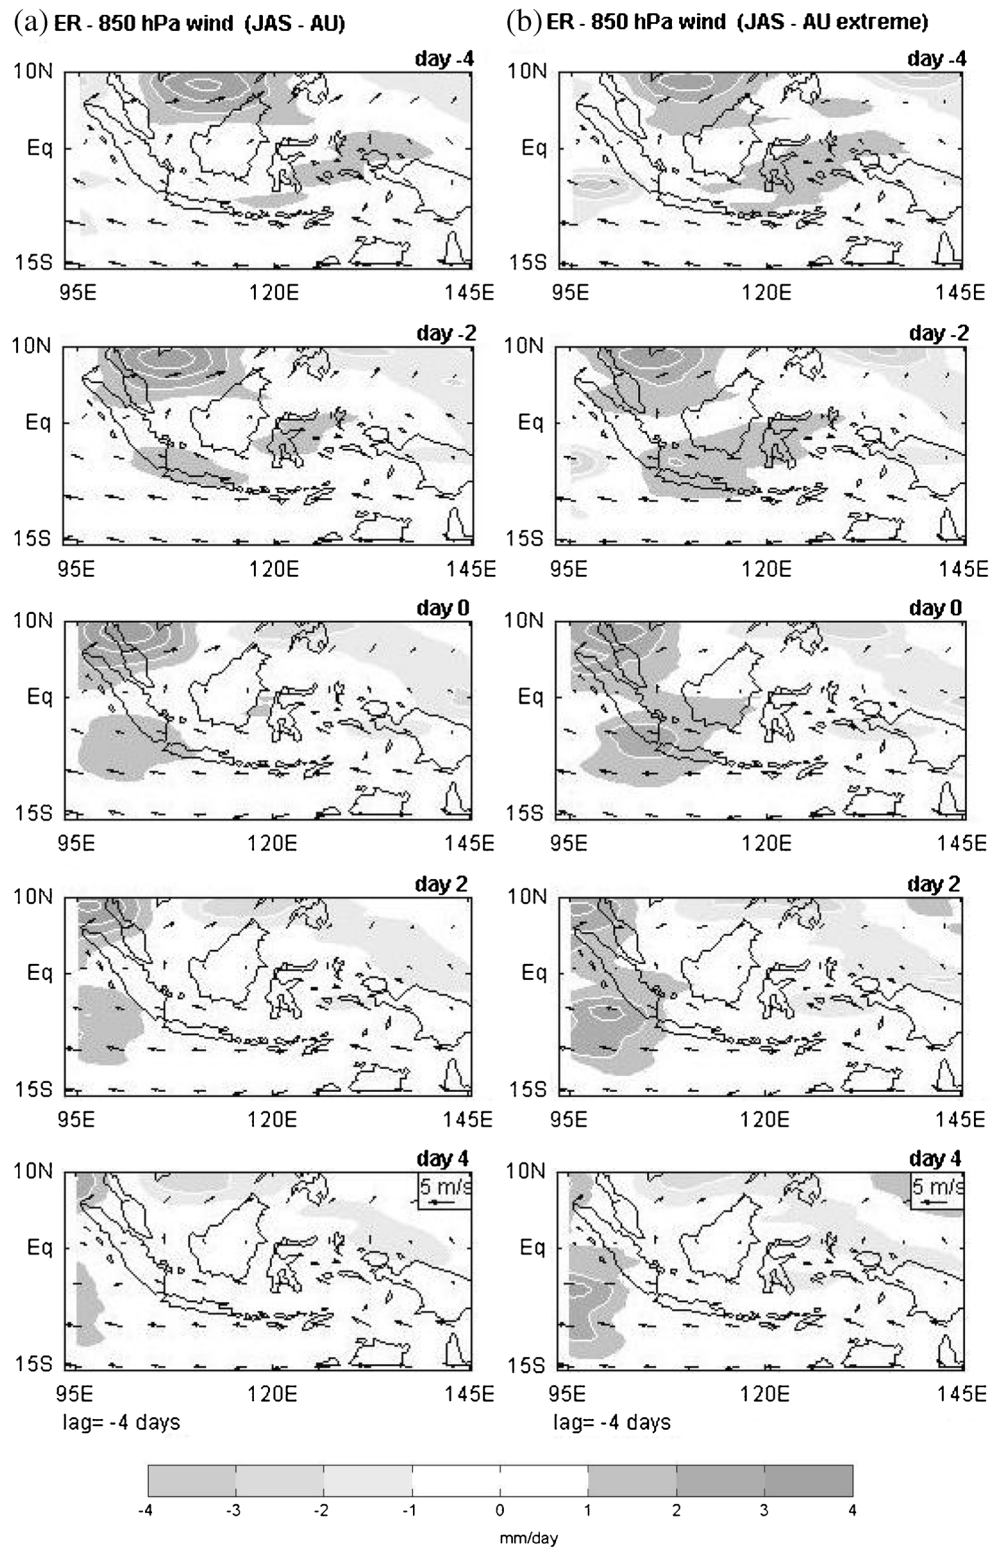 (a) ER - 850 hPa wind (JAS - AU)
(b) ER - 850 hPa wind (JAS - AU extreme)
day -4
day -4
10N
Eq
15S
95E 120E 145E
10N
Eq
15S
95E 120E 145E
day -2
day -2
10N
Eq
15S
95E 120E 145E
10N
Eq
15S
95E 120E 145E
day 0
day 0
10N
Eq
15S
95E 120E 145E
10N
Eq
15S
95E 120E 145E
day 2
day 2
10N
Eq
15S
95E 120E 145E
10N
Eq
15S
95E 120E 145E
day 4
day 4
10N
5 m/s
Eq
15S
95E 120E 145E
lag= -4 days
10N
5 m/s
Eq
15S
95E 120E 145E
lag= -4 days
-4 -3 -2 -1 0 1 2 3 4
mm/day